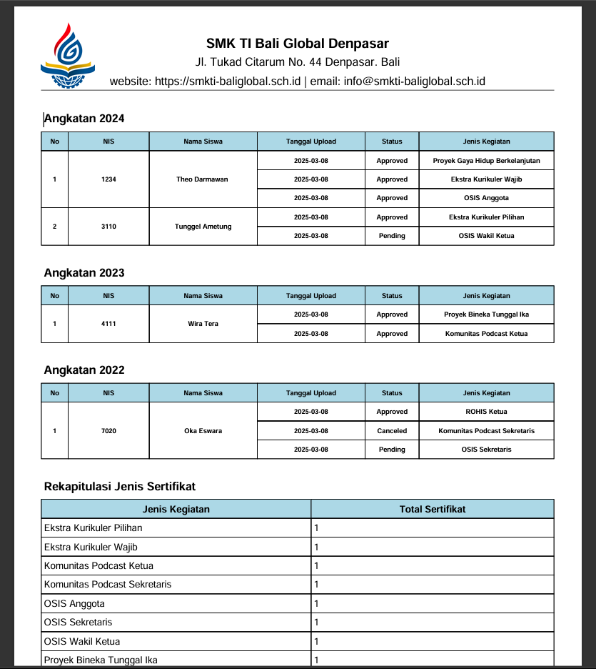 SMK TI Bali Global Denpasar
Jl. Tukad Citarum No. 44 Denpasar. Bali
website: https://smkti-baliglobal.sch.id | email: info@smkti-baliglobal.sch.id
Angkatan 2024
No NIS Nama Siswa Tanggal Upload Status Jenis Kegiatan
2025-03-08 Approved Proyek Gaya Hidup Berkelanjutan
1 1234 Theo Darmawan 2025-03-08 Approved Ekstra Kurikuler Wajib
2025-03-08 Approved OSIS Anggota
2 3110 Tunggel Ametung 2025-03-08 Approved Ekstra Kurikuler Pilihan
2025-03-08 Pending OSIS Wakil Ketua
Angkatan 2023
No NIS Nama Siswa Tanggal Upload Status Jenis Kegiatan
1 4111 Wira Tera 2025-03-08 Approved Proyek Bineka Tunggal Ika
2025-03-08 Approved Komunitas Podcast Ketua
Angkatan 2022
No NIS Nama Siswa Tanggal Upload Status Jenis Kegiatan
2025-03-08 Approved ROHIS Ketua
1 7020 Oka Eswara 2025-03-08 Canceled Komunitas Podcast Sekretaris
2025-03-08 Pending OSIS Sekretaris
Rekapitulasi Jenis Sertifikat
Jenis Kegiatan Total Sertifikat
Ekstra Kurikuler Pilihan 1
Ekstra Kurikuler Wajib 1
Komunitas Podcast Ketua 1
Komunitas Podcast Sekretaris 1
OSIS Anggota 1
OSIS Sekretaris 1
OSIS Wakil Ketua 1
Proyek Bineka Tunggal Ika 1